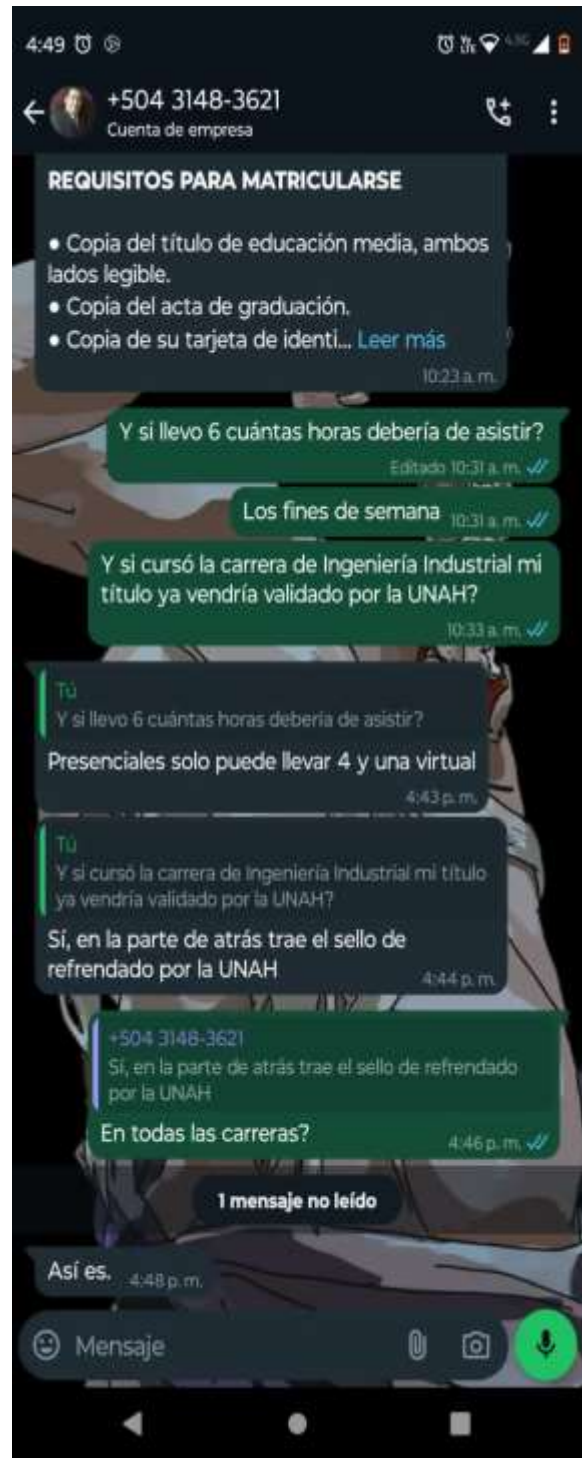 4:49
4.5G
+504 3148-3621
Cuenta de empresa
REQUISITOS PARA MATRICULARSE
● Copia del título de educación media, ambos
lados legible.
● Copia del acta de graduación.
● Copia de su tarjeta de identi... Leer más
10:23 a. m.
Y si llevo 6 cuántas horas debería de asistir?
Editado 10:31 a. m.
Los fines de semana 10:31 a. m.
Y si cursó la carrera de Ingeniería Industrial mi
título ya vendría validado por la UNAH?
10:33 a. m.
Tú
Y si llevo 6 cuántas horas debería de asistir?
Presenciales solo puede llevar 4 y una virtual
4:43 p. m.
Tú
Y si cursó la carrera de Ingeniería Industrial mi título
ya vendría validado por la UNAH?
Sí, en la parte de atrás trae el sello de
refrendado por la UNAH
4:44 p. m.
+504 3148-3621
Sí, en la parte de atrás trae el sello de refrendado
por la UNAH
En todas las carreras?
4:46 p. m.
1 mensaje no leído
Así es. 4:48 p. m.
Mensaje